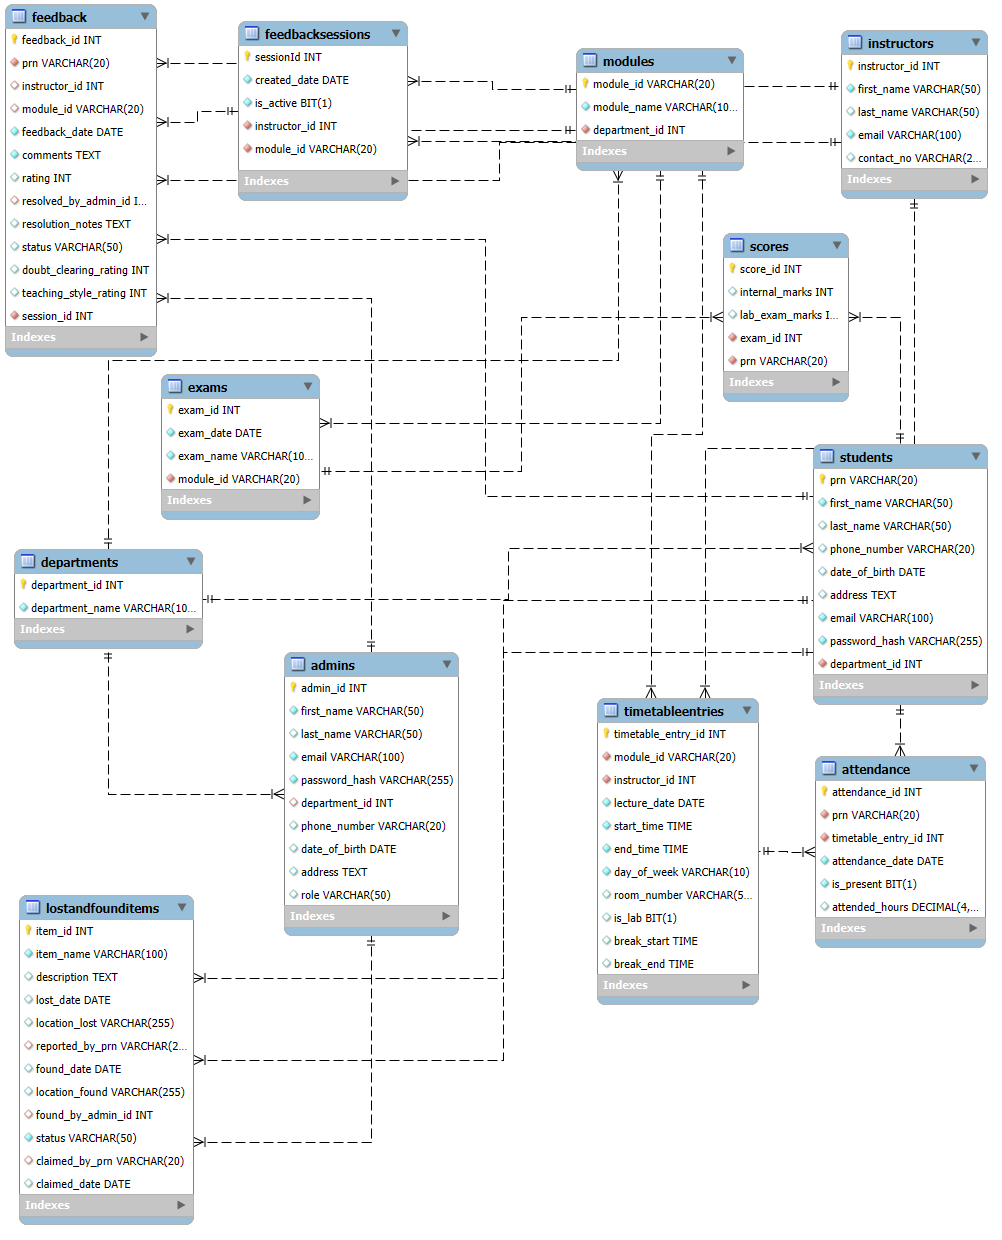 feedback
feedback_id INT
prn VARCHAR(20)
instructor_id INT
module_id VARCHAR(20)
feedback_date DATE
comments TEXT
rating INT
resolved_by_admin_id I...
resolution_notes TEXT
status VARCHAR(50)
doubt_clearing_rating INT
teaching_style_rating INT
session_id INT
Indexes
feedbacksessions
sessionId INT
created_date DATE
is_active BIT(1)
instructor_id INT
module_id VARCHAR(20)
Indexes
modules
module_id VARCHAR(20)
module_name VARCHAR(10...
department_id INT
Indexes
instructors
instructor_id INT
first_name VARCHAR(50)
last_name VARCHAR(50)
email VARCHAR(100)
contact_no VARCHAR(2...
Indexes
scores
score_id INT
internal_marks INT
lab_exam_marks I...
exam_id INT
prn VARCHAR(20)
Indexes
exams
exam_id INT
exam_date DATE
exam_name VARCHAR(10...
module_id VARCHAR(20)
Indexes
students
prn VARCHAR(20)
first_name VARCHAR(50)
last_name VARCHAR(50)
phone_number VARCHAR(20)
date_of_birth DATE
address TEXT
email VARCHAR(100)
password_hash VARCHAR(255)
department_id INT
Indexes
departments
department_id INT
department_name VARCHAR(10...
Indexes
admins
admin_id INT
first_name VARCHAR(50)
last_name VARCHAR(50)
email VARCHAR(100)
password_hash VARCHAR(255)
department_id INT
phone_number VARCHAR(20)
date_of_birth DATE
address TEXT
role VARCHAR(50)
Indexes
timetableentries
timetable_entry_id INT
module_id VARCHAR(20)
instructor_id INT
lecture_date DATE
start_time TIME
end_time TIME
day_of_week VARCHAR(10)
room_number VARCHAR(5...
is_lab BIT(1)
break_start TIME
break_end TIME
Indexes
attendance
attendance_id INT
prn VARCHAR(20)
timetable_entry_id INT
attendance_date DATE
is_present BIT(1)
attended_hours DECIMAL(4,...
Indexes
lostandfounditems
item_id INT
item_name VARCHAR(100)
description TEXT
lost_date DATE
location_lost VARCHAR(255)
reported_by_prn VARCHAR(2...
found_date DATE
location_found VARCHAR(255)
found_by_admin_id INT
status VARCHAR(50)
claimed_by_prn VARCHAR(20)
claimed_date DATE
Indexes